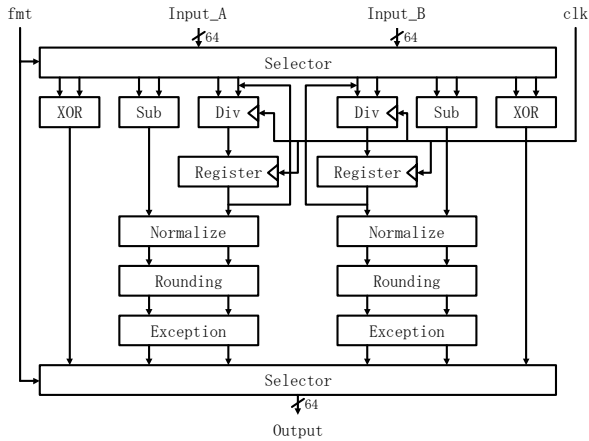 fmt Input_A Input_B clk
64 64
Selector
XOR Sub Div Div Sub XOR
Register Register
Normalize Normalize
Rounding Rounding
Exception Exception
Selector
64
Output